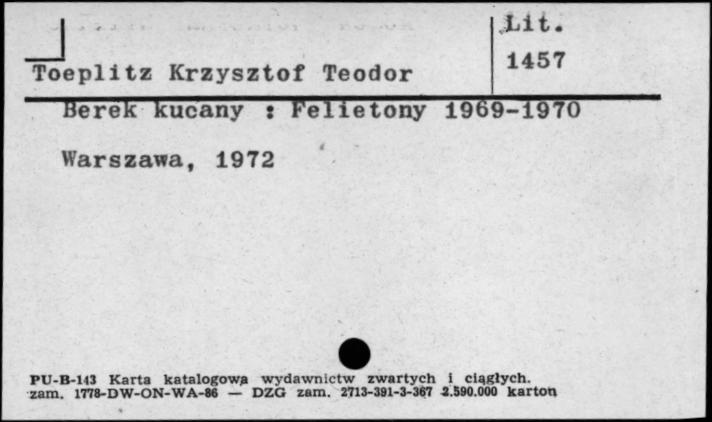 Lit.
1457
Toeplitz Krzysztof Teodor
Berek kucany : Felietony 1969-1970
Warszawa, 1972
PU-B-143 Karta katalogowa wydawnictw zwartych i ciągłych.
zam. 1778-DW-ON-WA-86 — DZG zam. 2713-391-3-367 2.590.000 karton